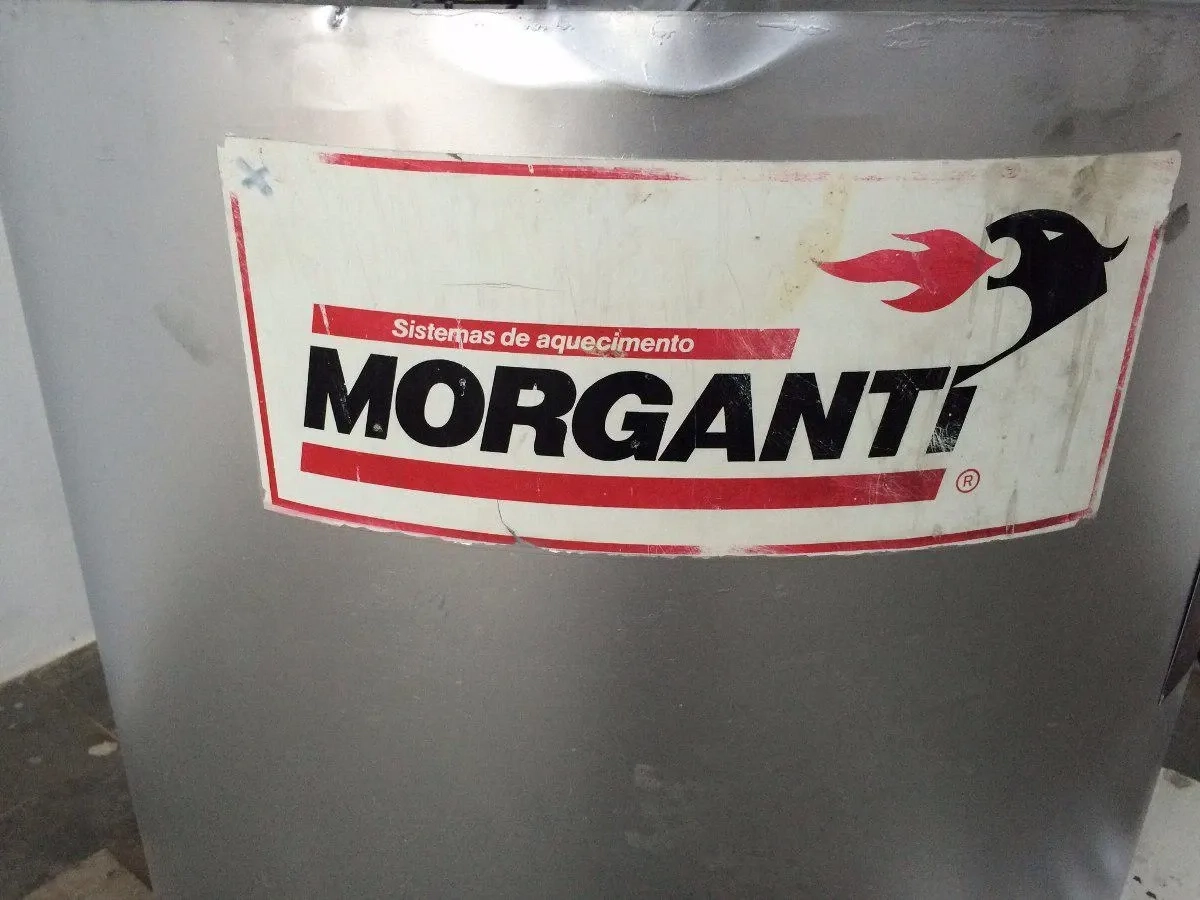 Sistemas de aquecimento
MORGANTI
®